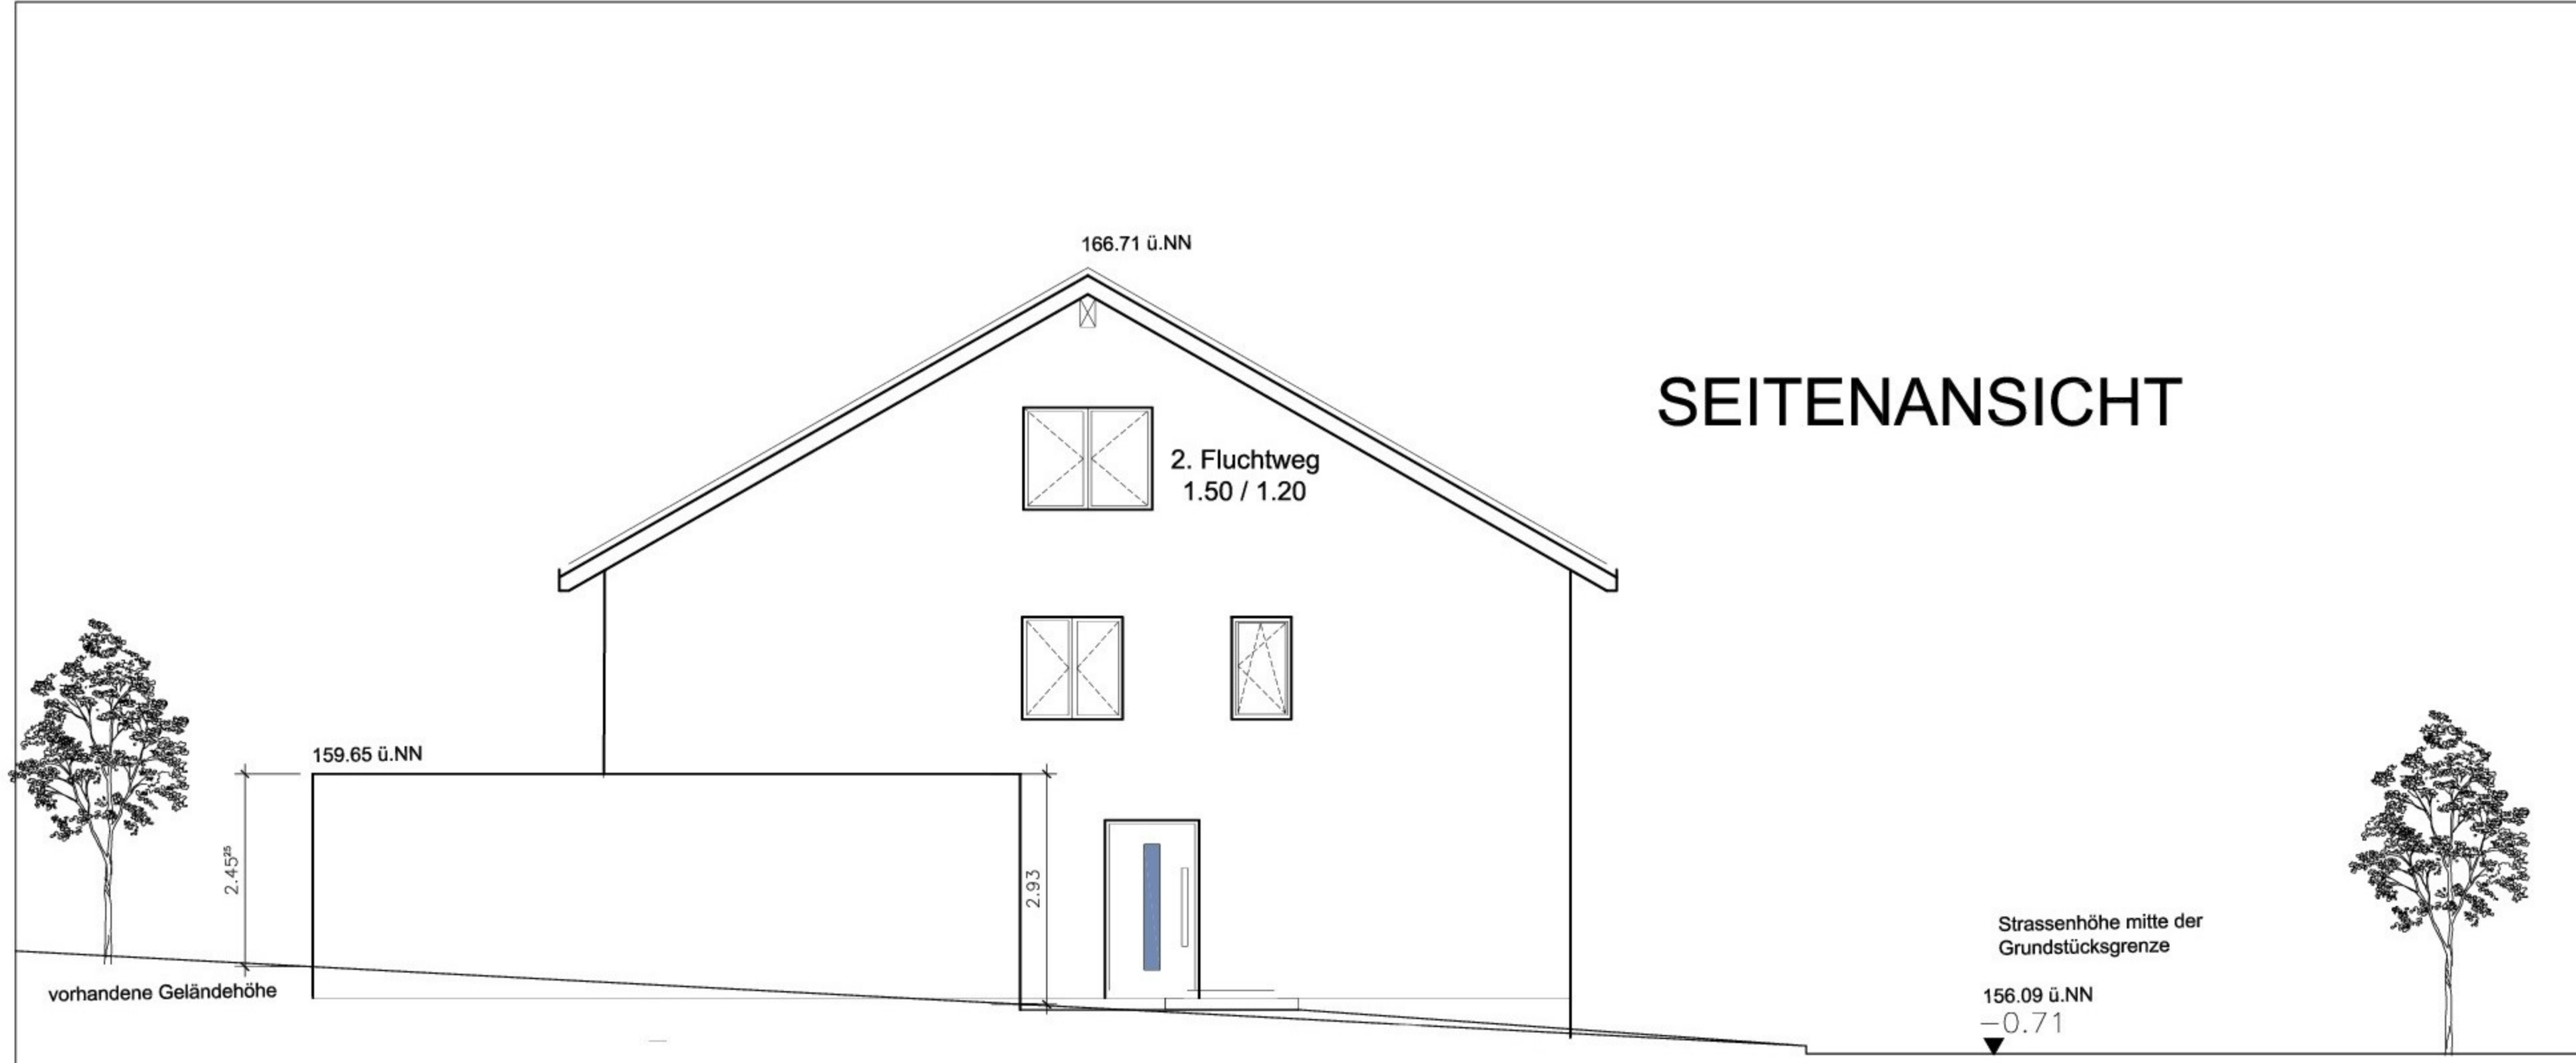 166.71 ü.NN
SEITENANSICHT
2. Fluchtweg
1.50 / 1.20
159.65 ü.NN
2.45²⁵
2.93
vorhandene Geländehöhe
Strassenhöhe mitte der
Grundstücksgrenze
156.09 ü.NN
−0.71